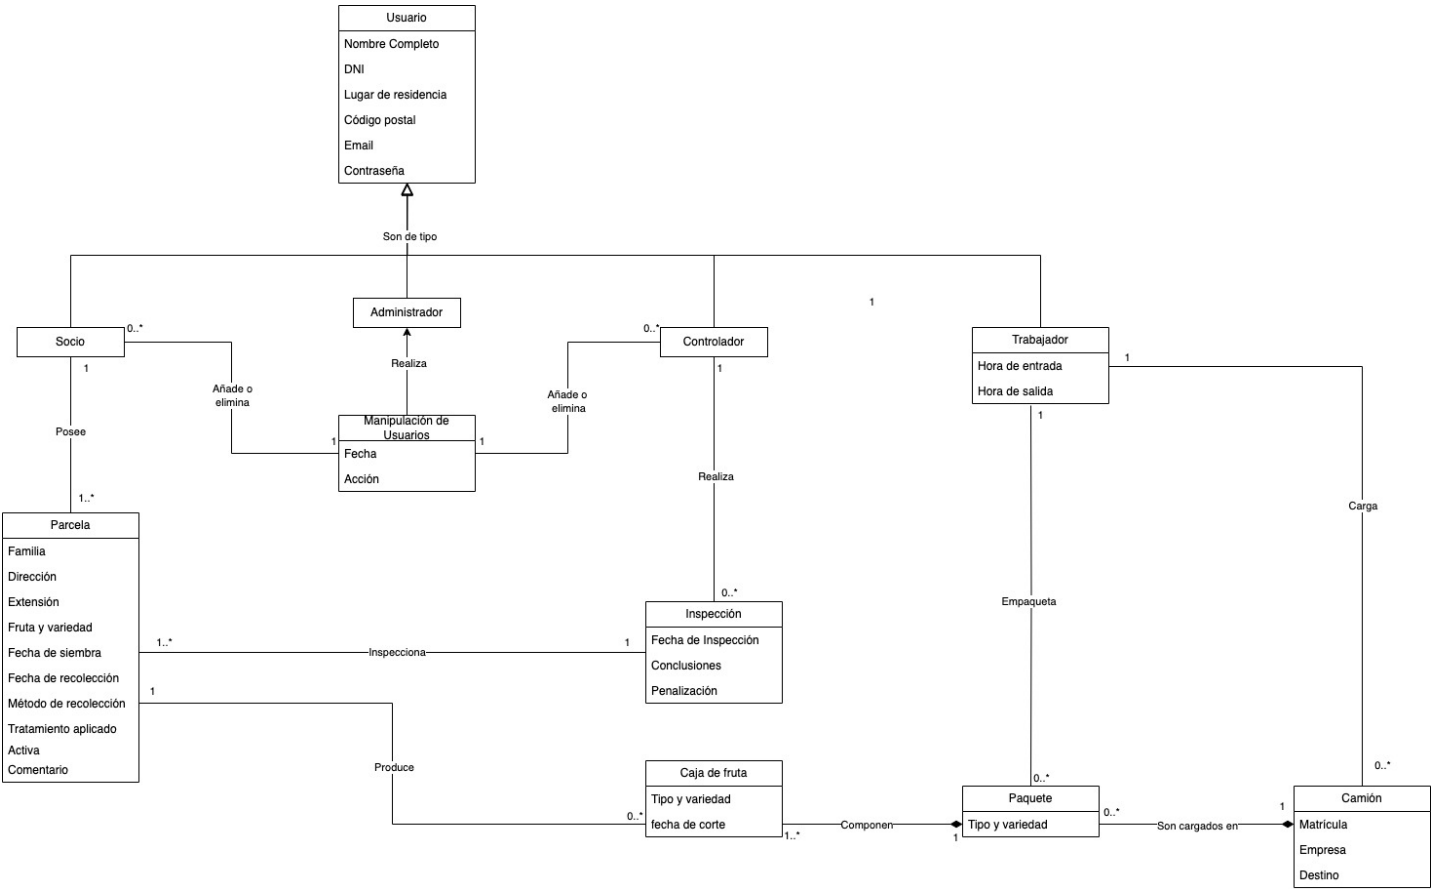 Usuario
Nombre Completo
DNI
Lugar de residencia
Código postal
Email
Contraseña
Son de tipo
1
Administrador
Socio
0..*
1
Realiza
0..*
Controlador
1
Trabajador
Hora de entrada
Hora de salida
1
1
Añade o
elimina
Añade o
elimina
Posee
1..*
Manipulación de
Usuarios
Fecha
Acción
1
1
Realiza
0..*
Carga
Empaqueta
Parcela
Familia
Dirección
Extensión
Fruta y variedad
Fecha de siembra
Fecha de recolección
Método de recolección
Tratamiento aplicado
Activa
Comentario
1..*
Inspecciona
1
1
Inspección
Fecha de Inspección
Conclusiones
Penalización
Produce
0..*
Caja de fruta
Tipo y variedad
fecha de corte
1..*
Componen
1
0..*
Paquete
Tipo y variedad
0..*
Son cargados en
1
0..*
Camión
Matrícula
Empresa
Destino